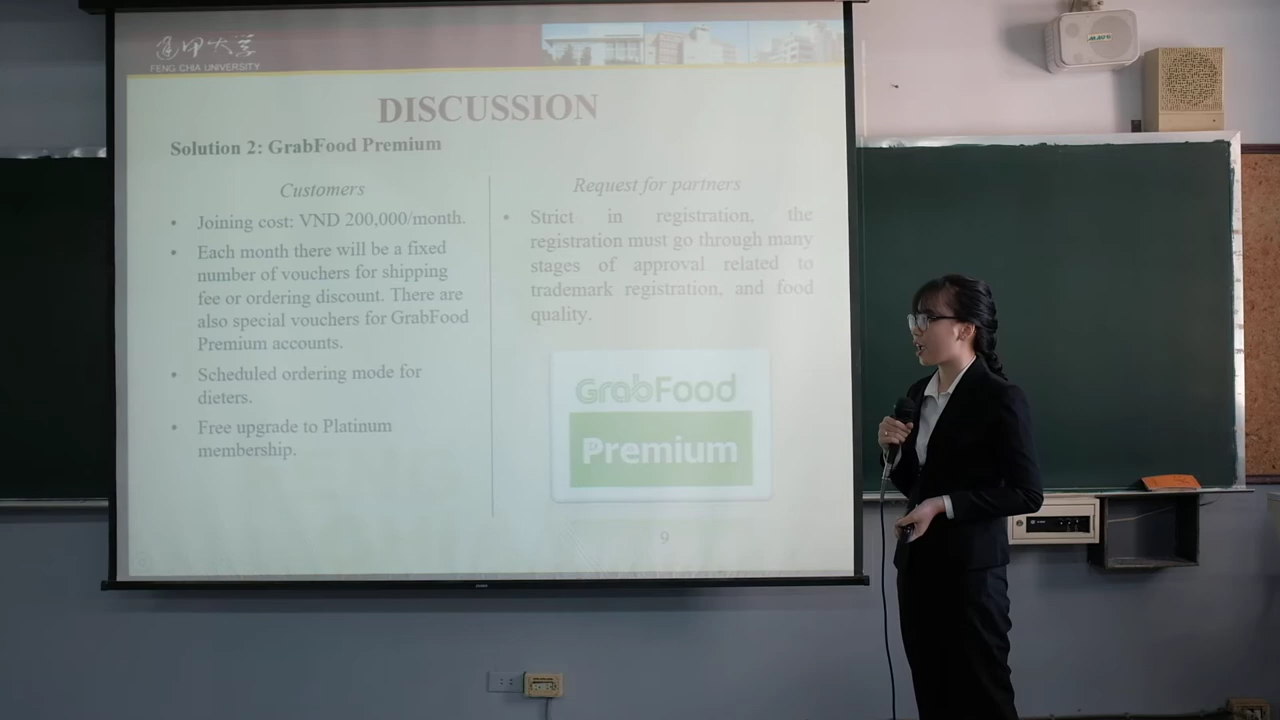 逢甲大學
FENG CHIA UNIVERSITY
DISCUSSION
Solution 2: GrabFood Premium
Customers
• Joining cost: VND 200,000/month.
• Each month there will be a fixed
number of vouchers for shipping
fee or ordering discount. There are
also special vouchers for GrabFood
Premium accounts.
• Scheduled ordering mode for
dieters.
• Free upgrade to Platinum
membership.
Request for partners
• Strict in registration, the
registration must go through many
stages of approval related to
trademark registration, and food
quality.
GrabFood
Premium
9